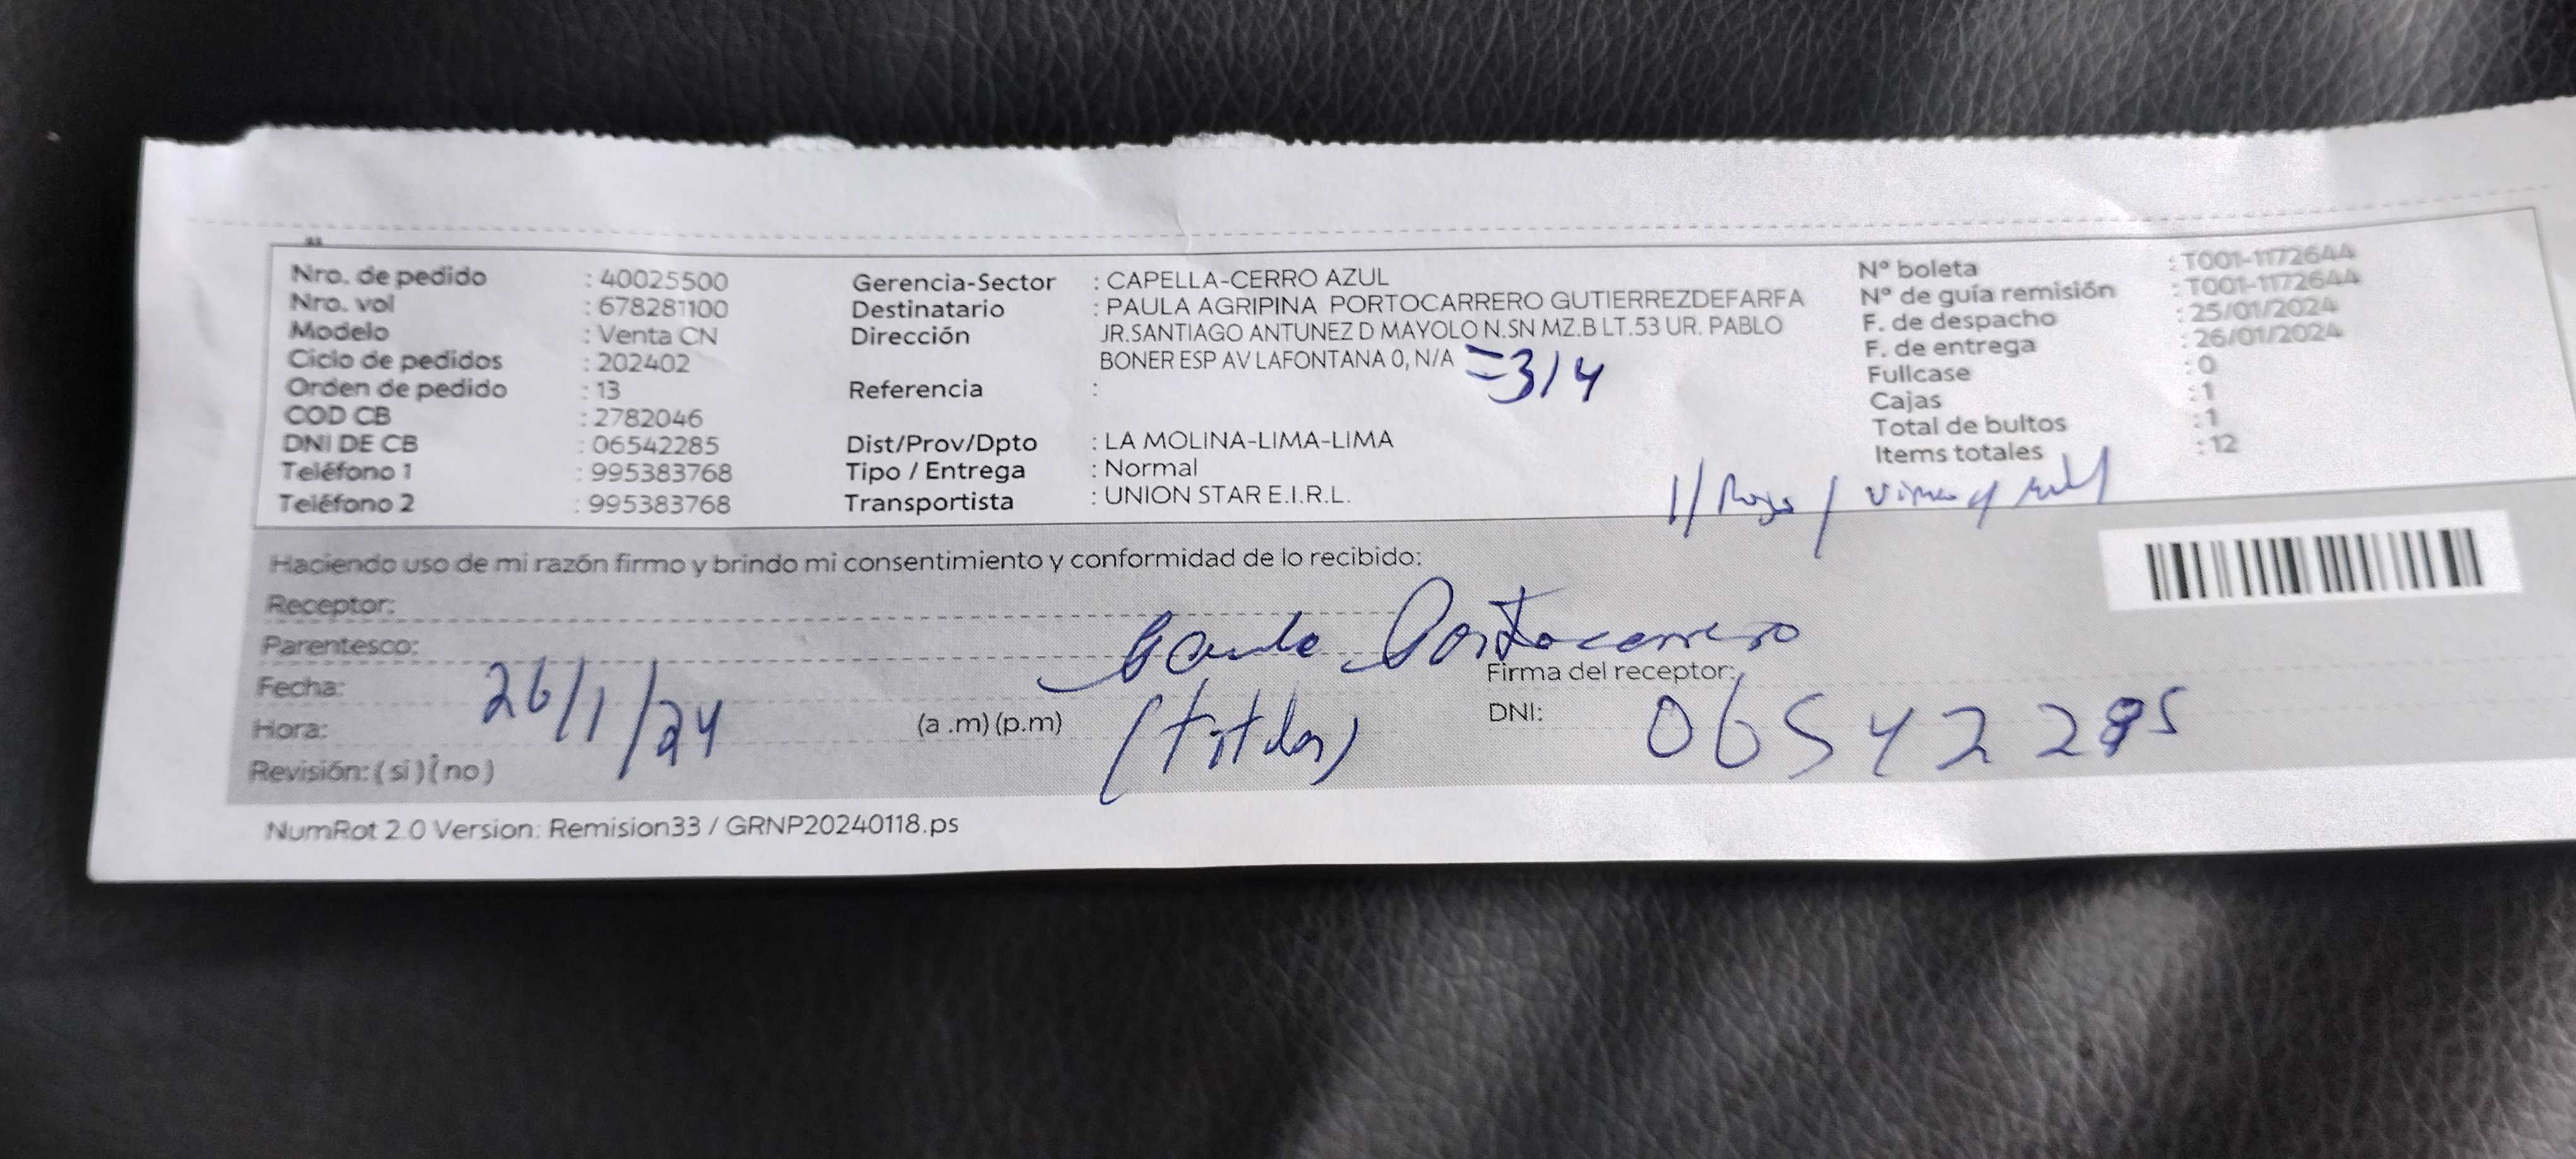 Nro. de pedido : 40025500
Nro. vol : 678281100
Modelo : Venta CN
Ciclo de pedidos : 202402
Orden de pedido : 13
COD CB : 2782046
DNI DE CB : 06542285
Teléfono 1 : 995383768
Teléfono 2 : 995383768
Gerencia-Sector : CAPELLA-CERRO AZUL
Destinatario : PAULA AGRIPINA PORTOCARRERO GUTIERREZDEFARFA
Dirección JR.SANTIAGO ANTUNEZ D MAYOLO N.SN MZ.B LT.53 UR. PABLO
BONER ESP AV LAFONTANA 0, N/A =314
Referencia :
Dist/Prov/Dpto : LA MOLINA-LIMA-LIMA
Tipo / Entrega : Normal
Transportista : UNION STAR E.I.R.L.
Nº boleta : T001-1172644
Nº de guía remisión : T001-1172644
F. de despacho : 25/01/2024
F. de entrega : 26/01/2024
Fullcase : 0
Cajas : 1
Total de bultos : 1
Items totales : 12
Haciendo uso de mi razón firmo y brindo mi consentimiento y conformidad de lo recibido:
Receptor:
Parentesco:
Portocarrero
Firma del receptor:
Fecha: 26/1/24
Hora: (a .m) (p.m)
DNI: 06542285
Revisión: ( si ) ( no )
NumRot 2.0 Version: Remision33 / GRNP20240118.ps